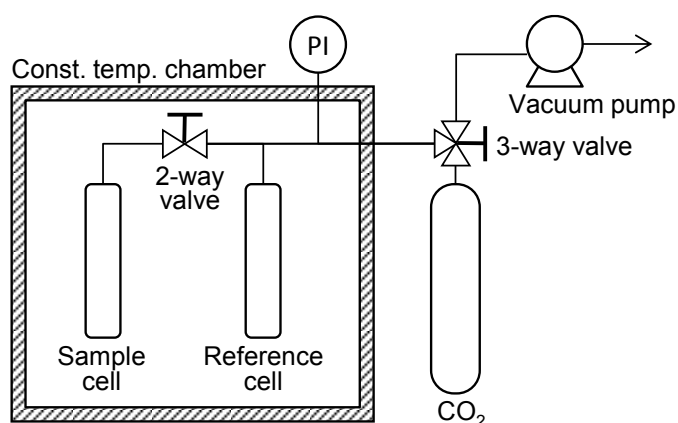 PI
Const. temp. chamber
Vacuum pump
3-way valve
2-way
valve
Sample
cell
Reference
cell
CO₂